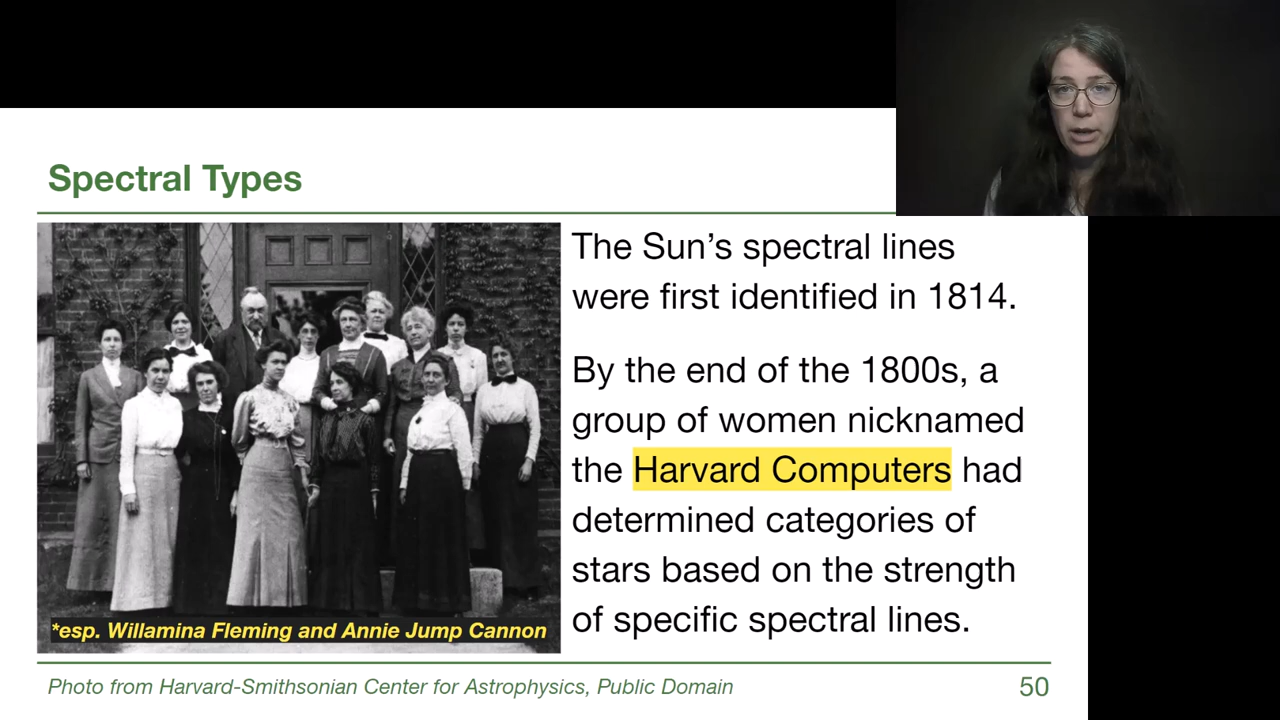 Spectral Types
The Sun’s spectral lines
were first identified in 1814.
By the end of the 1800s, a
group of women nicknamed
the Harvard Computers had
determined categories of
stars based on the strength
of specific spectral lines.
*esp. Willamina Fleming and Annie Jump Cannon
Photo from Harvard-Smithsonian Center for Astrophysics, Public Domain
50